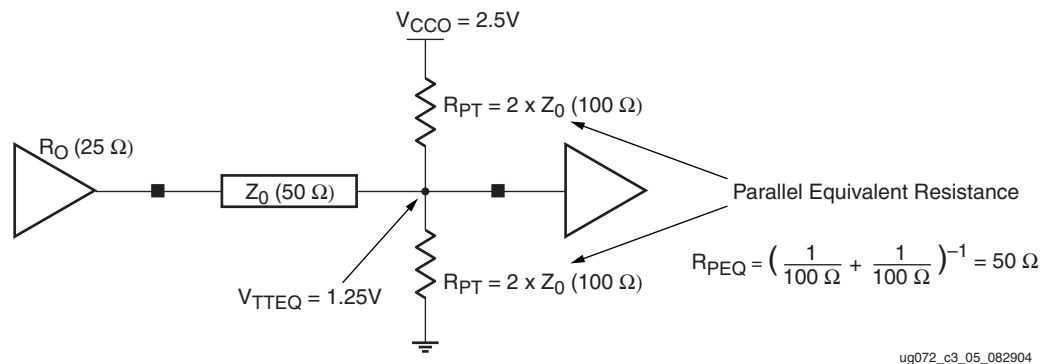 V_CCO = 2.5V
R_PT = 2 x Z_0 (100 Ω)
R_O (25 Ω)
Z_0 (50 Ω)
Parallel Equivalent Resistance
R_PEQ = ( 1/100 Ω + 1/100 Ω )^–1 = 50 Ω
R_PT = 2 x Z_0 (100 Ω)
V_TTEQ = 1.25V
ug072_c3_05_082904